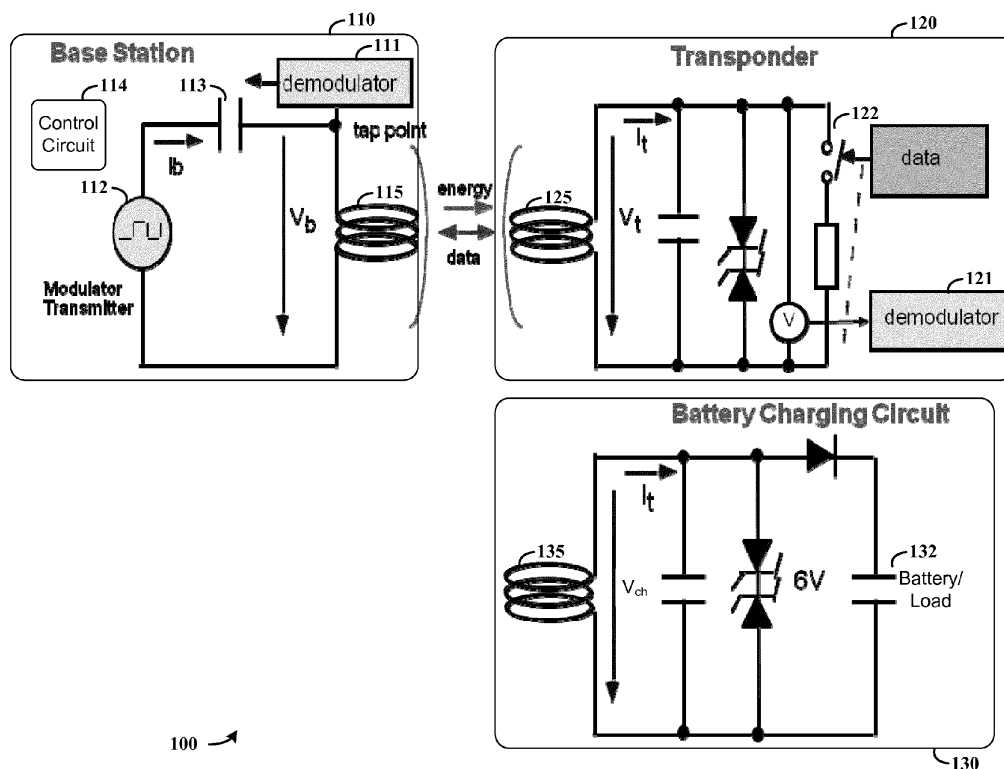 110
Base Station
111
demodulator
114
Control
Circuit
113
tap point
Ib
112
Vb
115
Modulator
Transmitter
energy
data
120
Transponder
It
122
data
125
Vt
121
V
demodulator
Battery Charging Circuit
It
135
Vch
6V
132
Battery/
Load
100
130